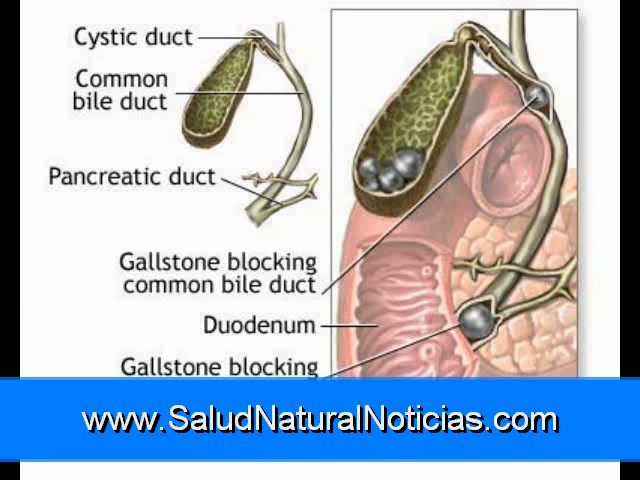 Cystic duct
Common
bile duct
Pancreatic duct
Gallstone blocking
common bile duct
Duodenum
Gallstone blocking
www.SaludNaturalNoticias.com